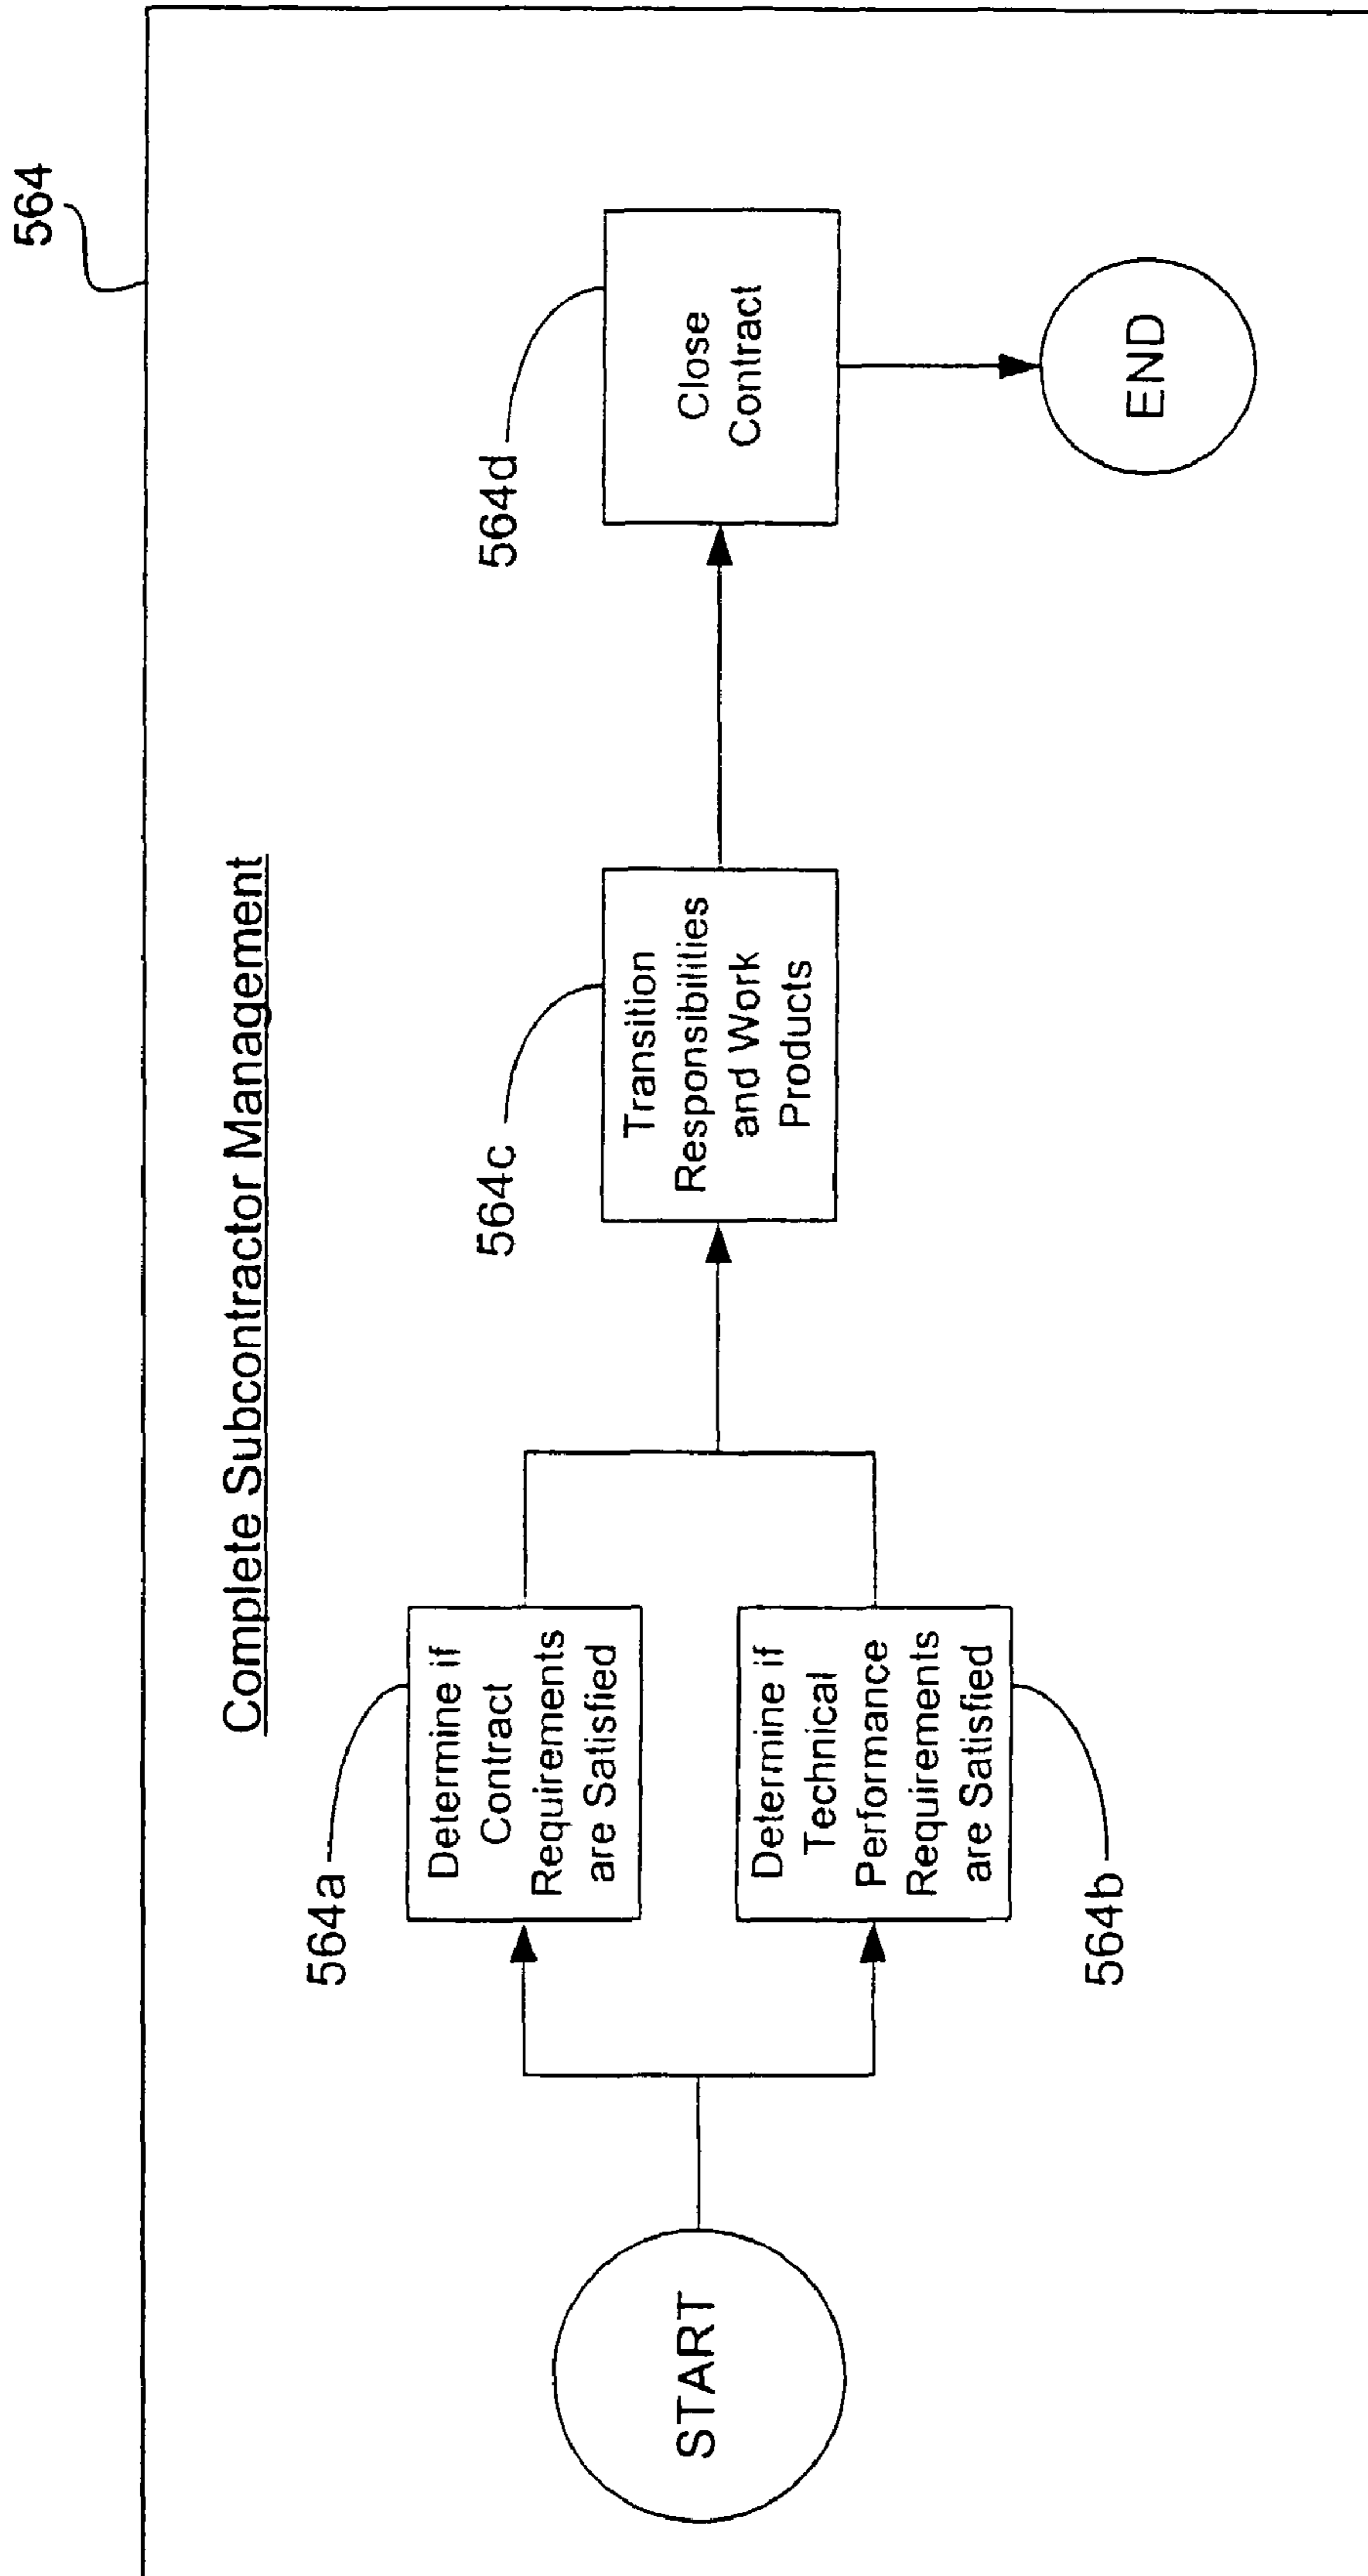 564
Complete Subcontractor Management
START
564a
Determine if
Contract
Requirements
are Satisfied
Determine if
Technical
Performance
Requirements
are Satisfied
564b
564c
Transition
Responsibilities
and Work
Products
564d
Close
Contract
END